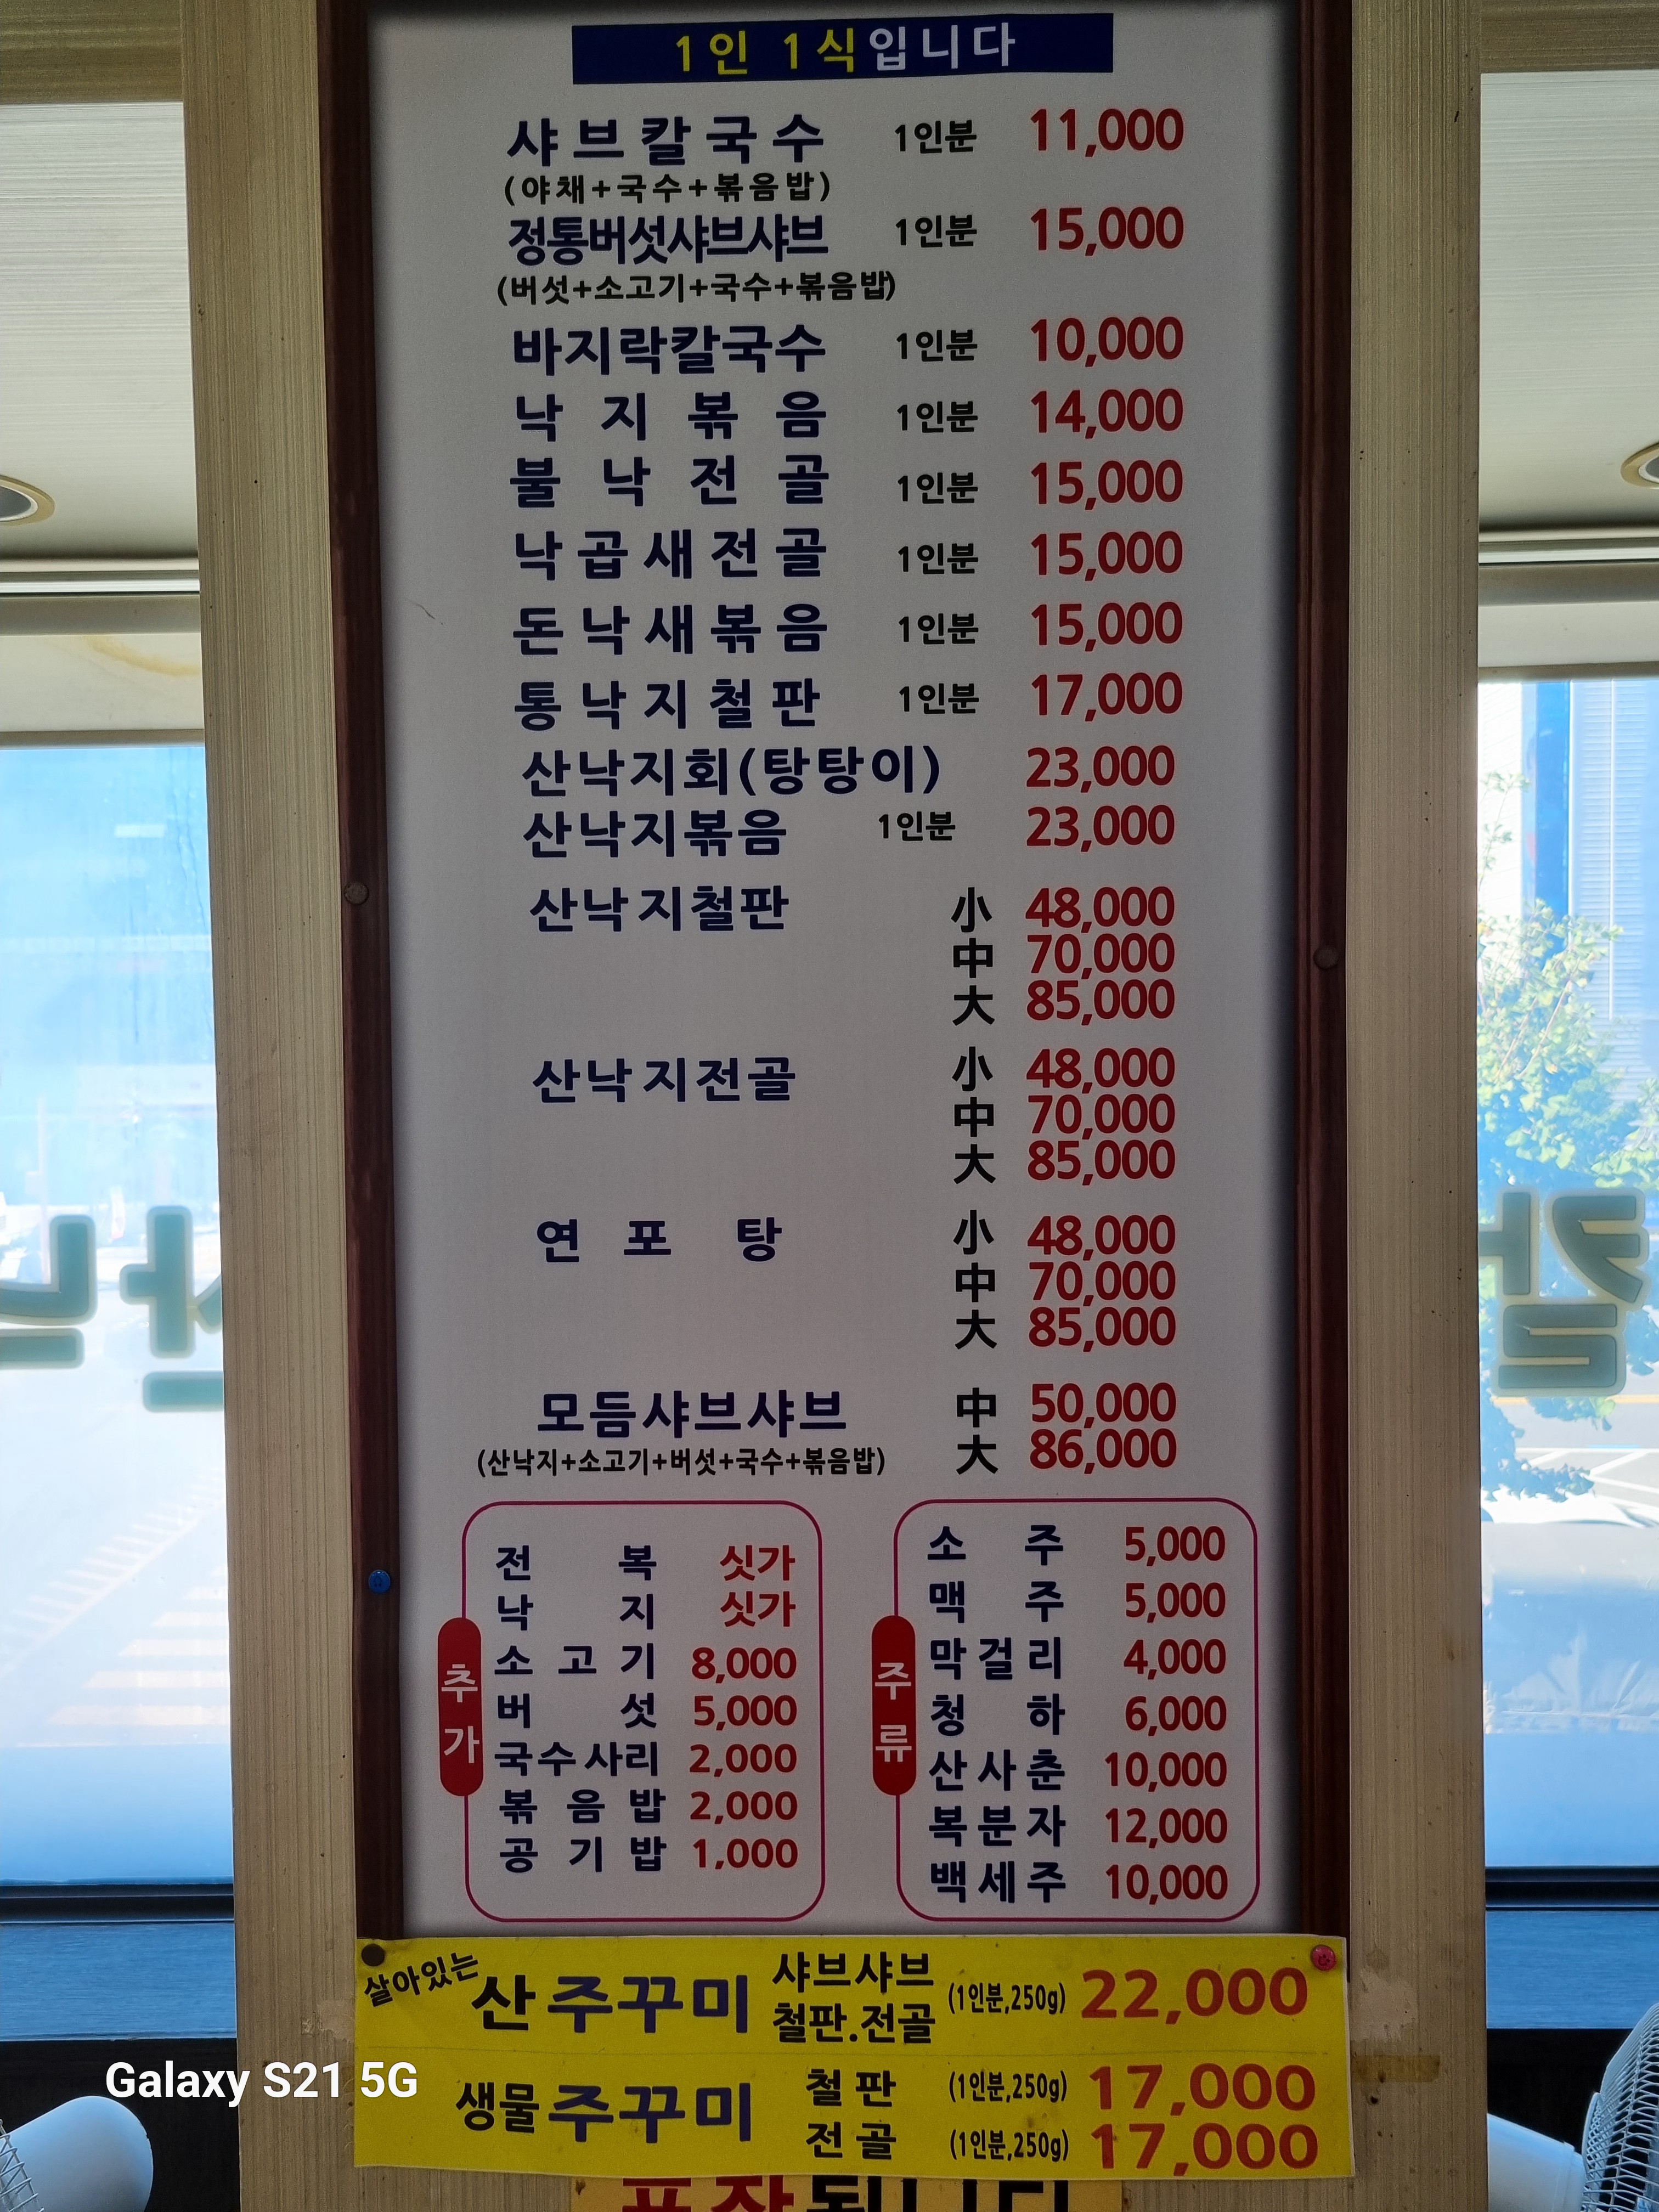 1인 1식입니다
샤브칼국수 1인분 11,000
(야채+국수+볶음밥)
정통버섯샤브샤브 1인분 15,000
(버섯+소고기+국수+볶음밥)
바지락칼국수 1인분 10,000
낙지볶음 1인분 14,000
불낙전골 1인분 15,000
낙곱새전골 1인분 15,000
돈낙새볶음 1인분 15,000
통낙지철판 1인분 17,000
산낙지회(탕탕이) 23,000
산낙지볶음 1인분 23,000
산낙지철판 小 48,000
中 70,000
大 85,000
산낙지전골 小 48,000
中 70,000
大 85,000
연포탕 小 48,000
中 70,000
大 85,000
모듬샤브샤브 中 50,000
(산낙지+소고기+버섯+국수+볶음밥) 大 86,000
추가
전복 싯가
낙지 싯가
소고기 8,000
버섯 5,000
국수사리 2,000
볶음밥 2,000
공기밥 1,000
주류
소주 5,000
맥주 5,000
막걸리 4,000
청하 6,000
산사춘 10,000
복분자 12,000
백세주 10,000
살아있는 산 주꾸미 샤브샤브 철판.전골 (1인분,250g) 22,000
생물 주꾸미 철판 (1인분,250g) 17,000
전골 (1인분,250g) 17,000
포장됩니다
산낙
칼
Galaxy S21 5G